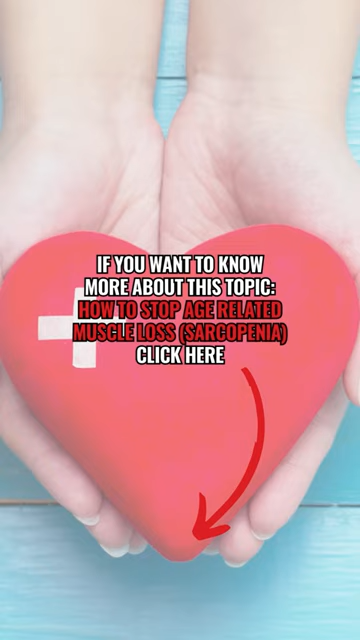 IF YOU WANT TO KNOW
MORE ABOUT THIS TOPIC:
HOW TO STOP AGE RELATED
MUSCLE LOSS (SARCOPENIA)
CLICK HERE